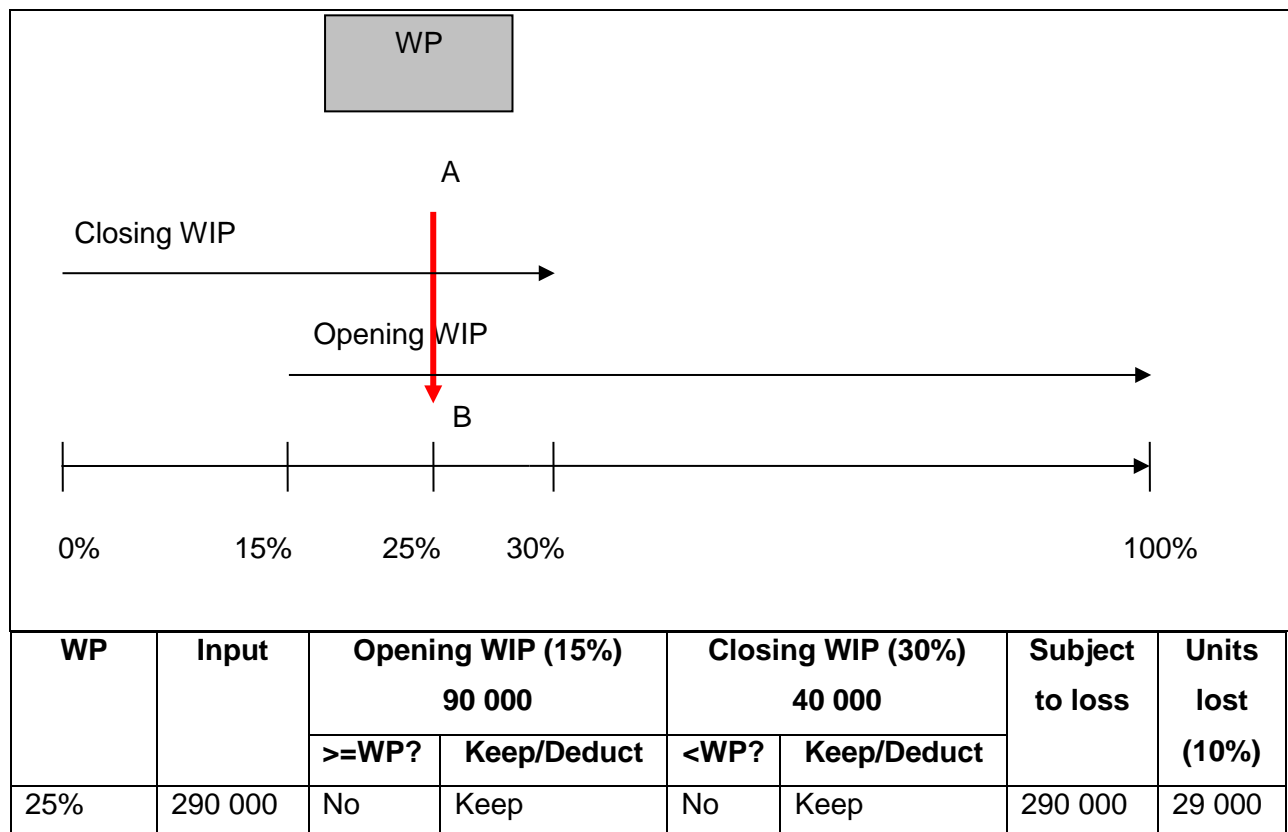 WP
A
Closing WIP
Opening WIP
B
0% 15% 25% 30% 100%
WP Input Opening WIP (15%) Closing WIP (30%) Subject Units
90 000 40 000 to loss lost
>=WP? Keep/Deduct <WP? Keep/Deduct (10%)
25% 290 000 No Keep No Keep 290 000 29 000